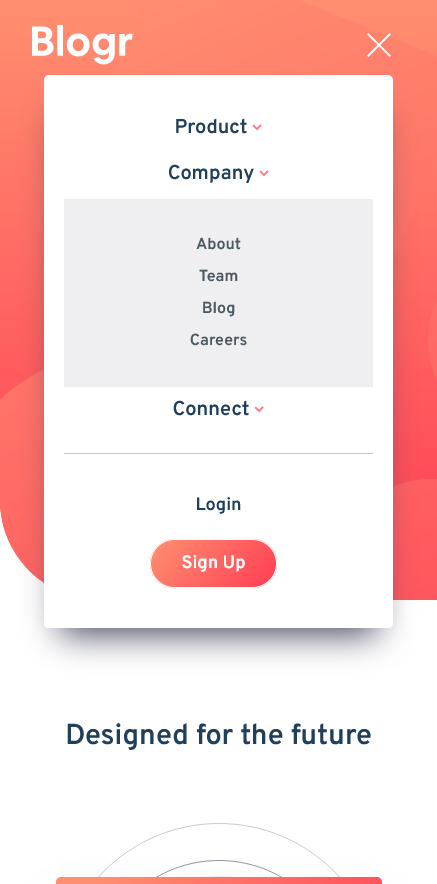 Blogr
Product
Company
About
Team
Blog
Careers
Connect
Login
Sign Up
Designed for the future